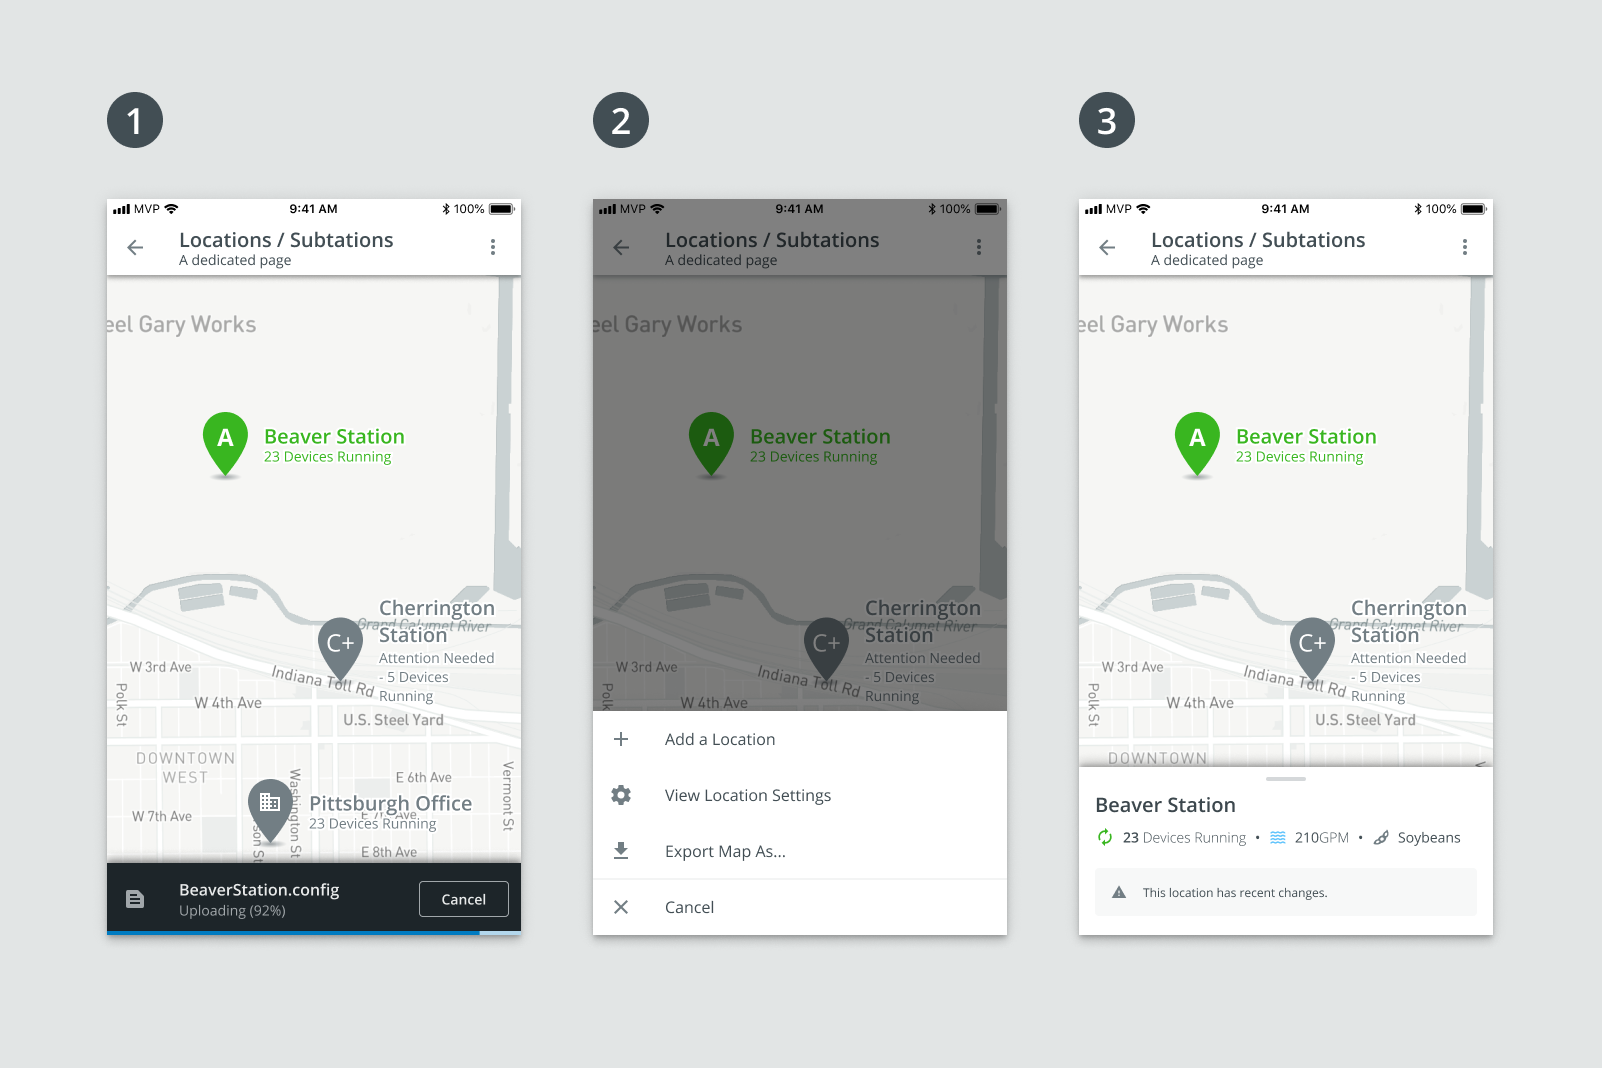 1
2
3
MVP
9:41 AM
100%
Locations / Subtations
A dedicated page
eel Gary Works
A
Beaver Station
23 Devices Running
Cherrington
Station
Grand Calumet River
C+
Attention Needed
- 5 Devices
Running
W 3rd Ave
Indiana Toll Rd
Polk St
W 4th Ave
U.S. Steel Yard
DOWNTOWN
WEST
E 6th Ave
Washington St
Vermont St
Pittsburgh Office
23 Devices Running
W 7th Ave
E 7th Ave
son St
E 8th Ave
BeaverStation.config
Uploading (92%)
Cancel
MVP
9:41 AM
100%
Locations / Subtations
A dedicated page
eel Gary Works
A
Beaver Station
23 Devices Running
Cherrington
Station
Grand Calumet River
C+
Attention Needed
- 5 Devices
Running
W 3rd Ave
Indiana Toll Rd
Polk
W 4th Ave
Add a Location
View Location Settings
Export Map As...
Cancel
MVP
9:41 AM
100%
Locations / Subtations
A dedicated page
eel Gary Works
A
Beaver Station
23 Devices Running
Cherrington
Station
Grand Calumet River
C+
Attention Needed
- 5 Devices
Running
W 3rd Ave
Indiana Toll Rd
Polk St
W 4th Ave
U.S. Steel Yard
DOWNTOWN
Beaver Station
23 Devices Running • 210GPM • Soybeans
This location has recent changes.